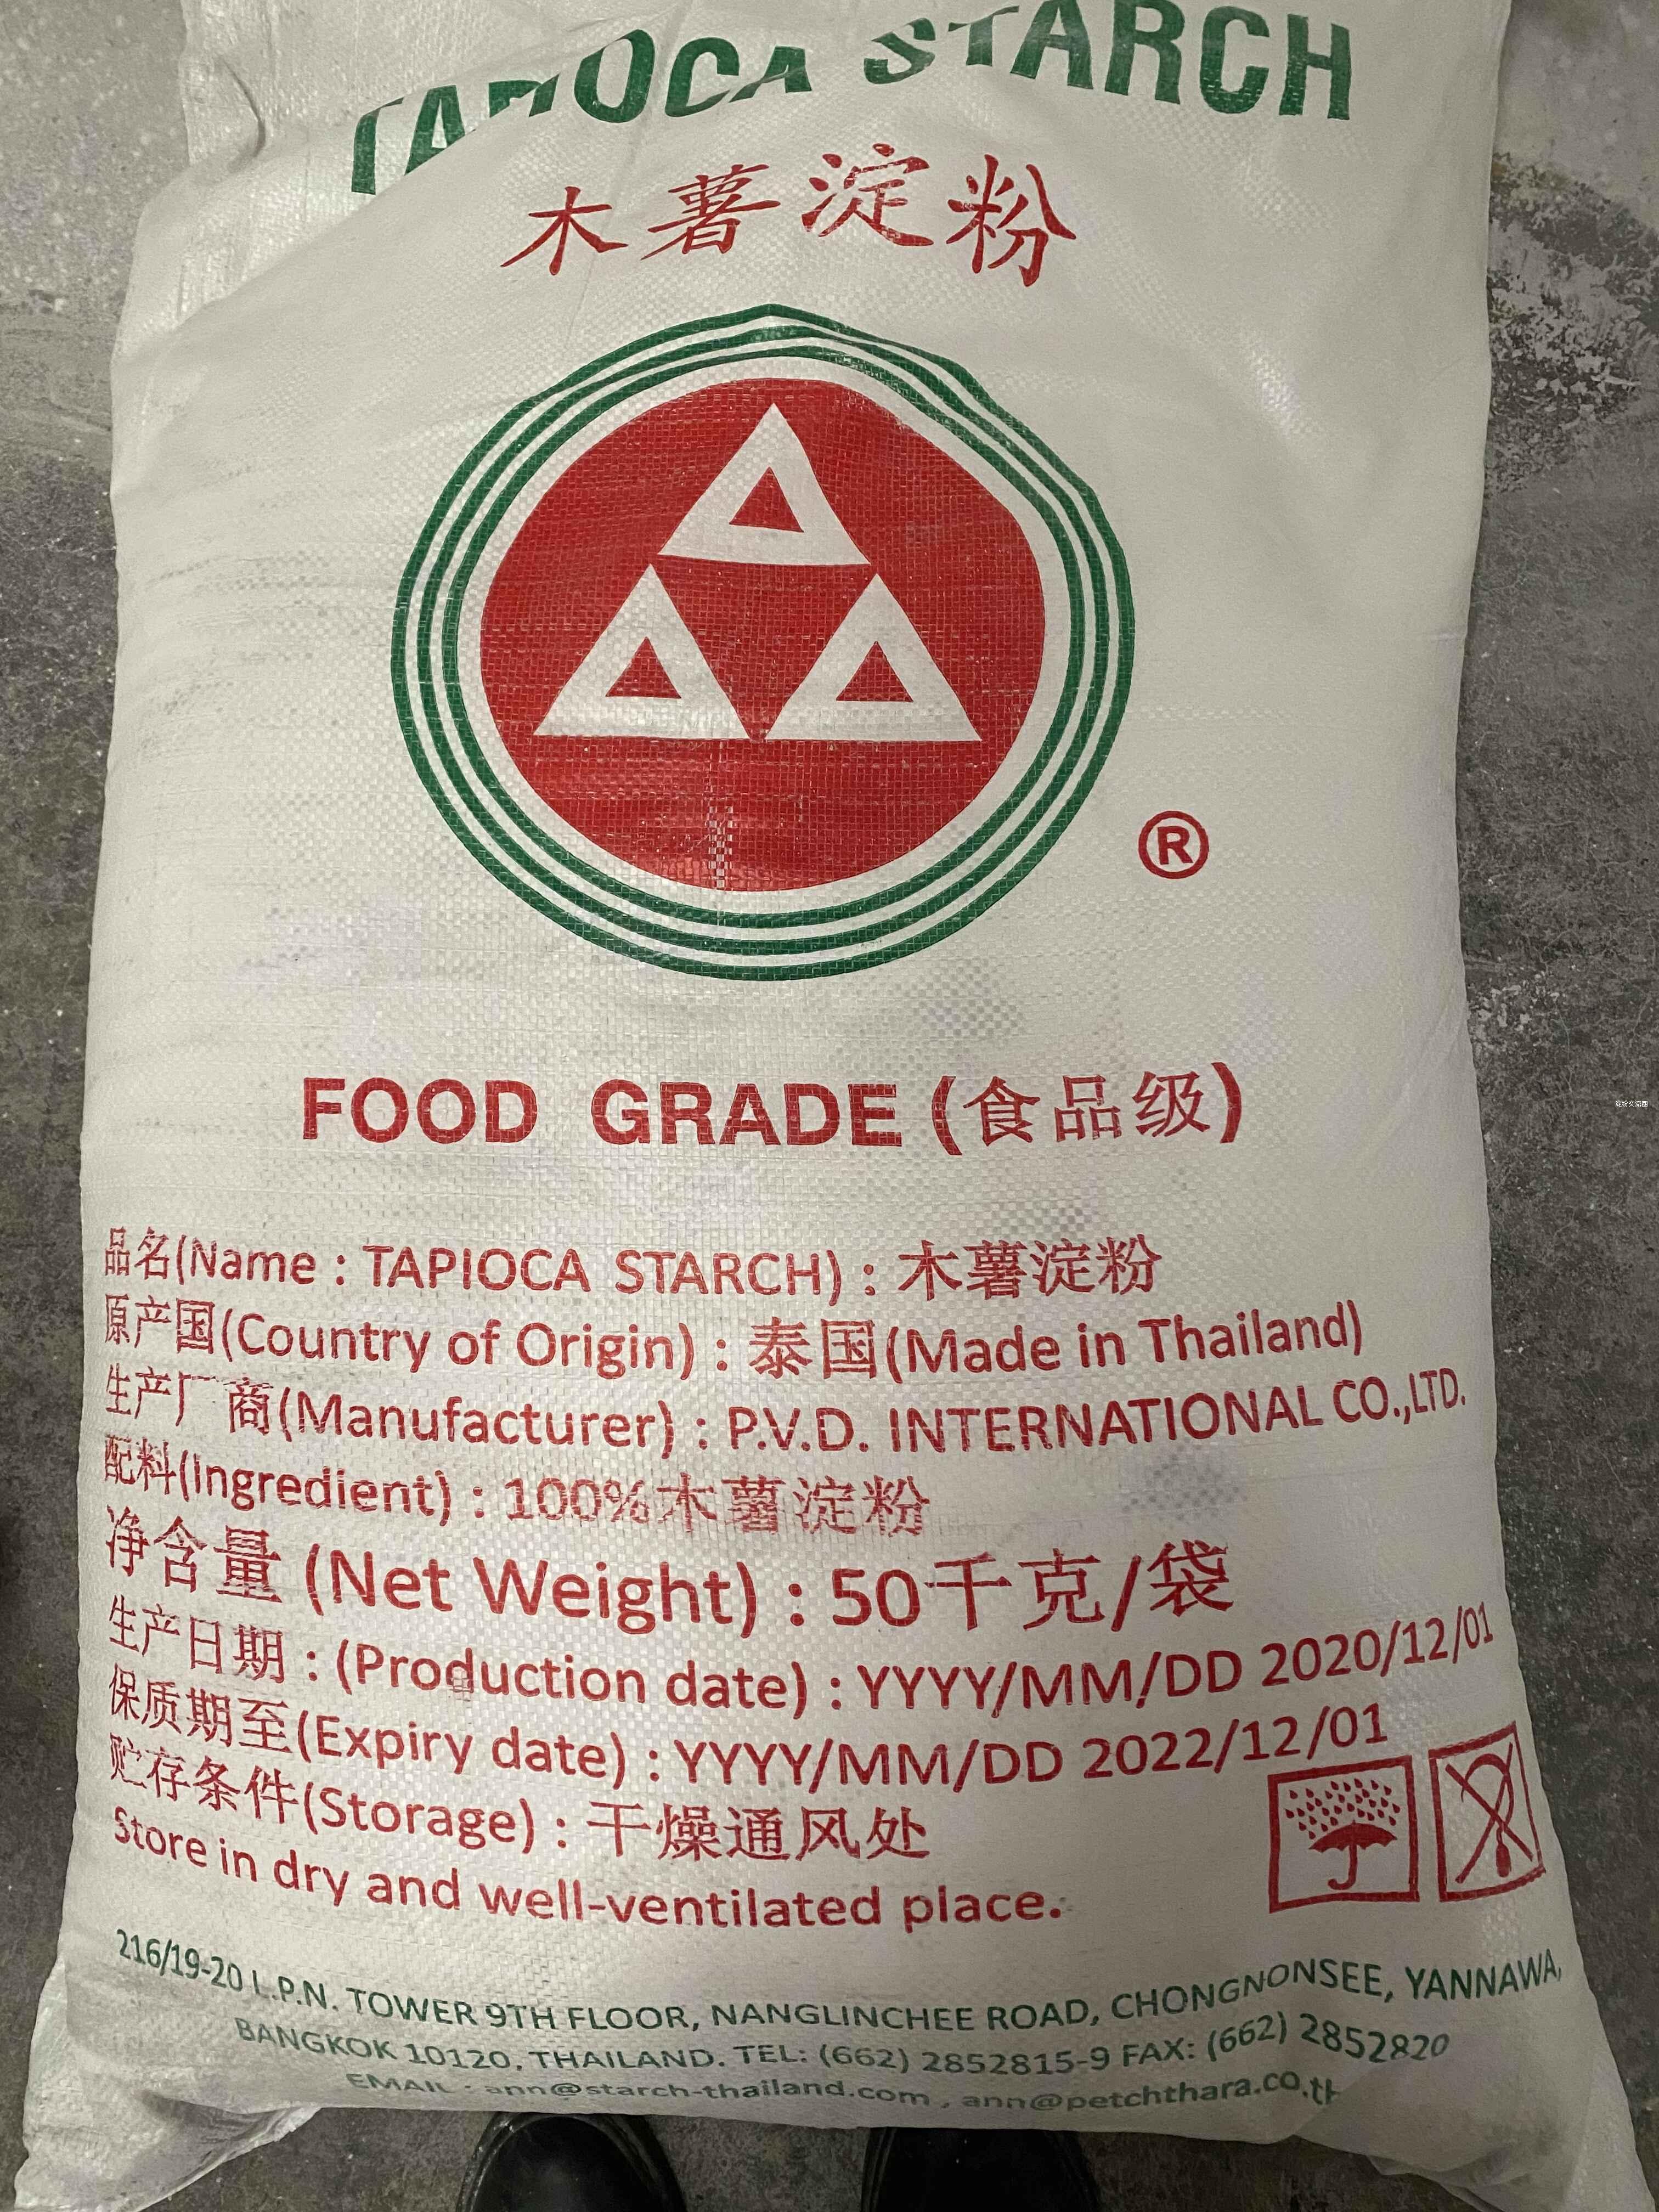 TAPIOCA STARCH
木薯淀粉
®
FOOD GRADE (食品级)
品名(Name : TAPIOCA STARCH) : 木薯淀粉
原产国(Country of Origin) : 泰国(Made in Thailand)
生产厂商(Manufacturer) : P.V.D. INTERNATIONAL CO.,LTD.
配料(Ingredient) : 100%木薯淀粉
净含量 (Net Weight) : 50千克/袋
生产日期 : (Production date) : YYYY/MM/DD 2020/12/01
保质期至(Expiry date) : YYYY/MM/DD 2022/12/01
贮存条件(Storage) : 干燥通风处
Store in dry and well-ventilated place.
216/19-20 L.P.N. TOWER 9TH FLOOR, NANGLINCHEE ROAD, CHONGNONSEE, YANNAWA,
BANGKOK 10120. THAILAND. TEL: (662) 2852815-9 FAX: (662) 2852820
EMAIL : ann@starch-thailand.com , ann@petchthara.co.th